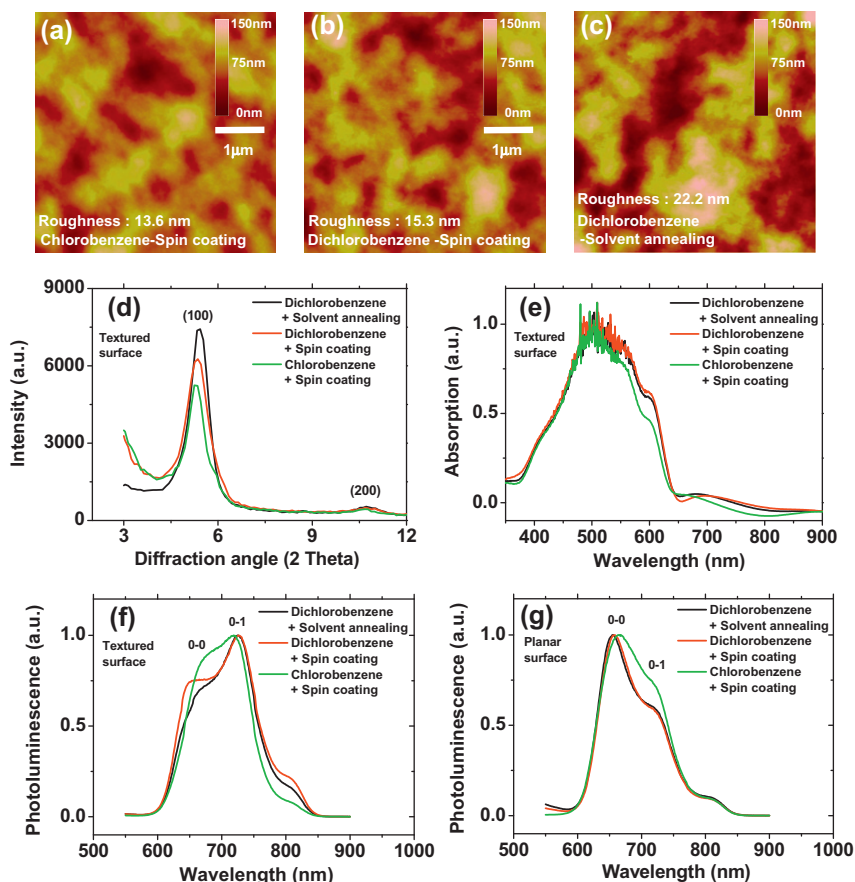 (a)
150nm
75nm
0nm
1μm
Roughness : 13.6 nm
Chlorobenzene-Spin coating
(b)
150nm
75nm
0nm
1μm
Roughness : 15.3 nm
Dichlorobenzene -Spin coating
(c)
150nm
75nm
0nm
Roughness : 22.2 nm
Dichlorobenzene
-Solvent annealing
(d)
(100)
(200)
Textured
surface
Dichlorobenzene
+ Solvent annealing
Dichlorobenzene
+ Spin coating
Chlorobenzene
+ Spin coating
Intensity (a.u.)
9000
6000
3000
0
3
6
9
12
Diffraction angle (2 Theta)
(e)
Textured
surface
Dichlorobenzene
+ Solvent annealing
Dichlorobenzene
+ Spin coating
Chlorobenzene
+ Spin coating
Absorption (a.u.)
1.0
0.5
0.0
400
500
600
700
800
900
Wavelength (nm)
(f)
Textured
surface
0-0
0-1
Dichlorobenzene
+ Solvent annealing
Dichlorobenzene
+ Spin coating
Chlorobenzene
+ Spin coating
Photoluminescence (a.u.)
1.0
0.5
0.0
500
600
700
800
900
1000
Wavelength (nm)
(g)
Planar
surface
0-0
0-1
Dichlorobenzene
+ Solvent annealing
Dichlorobenzene
+ Spin coating
Chlorobenzene
+ Spin coating
Photoluminescence (a.u.)
1.0
0.5
0.0
500
600
700
800
900
1000
Wavelength (nm)